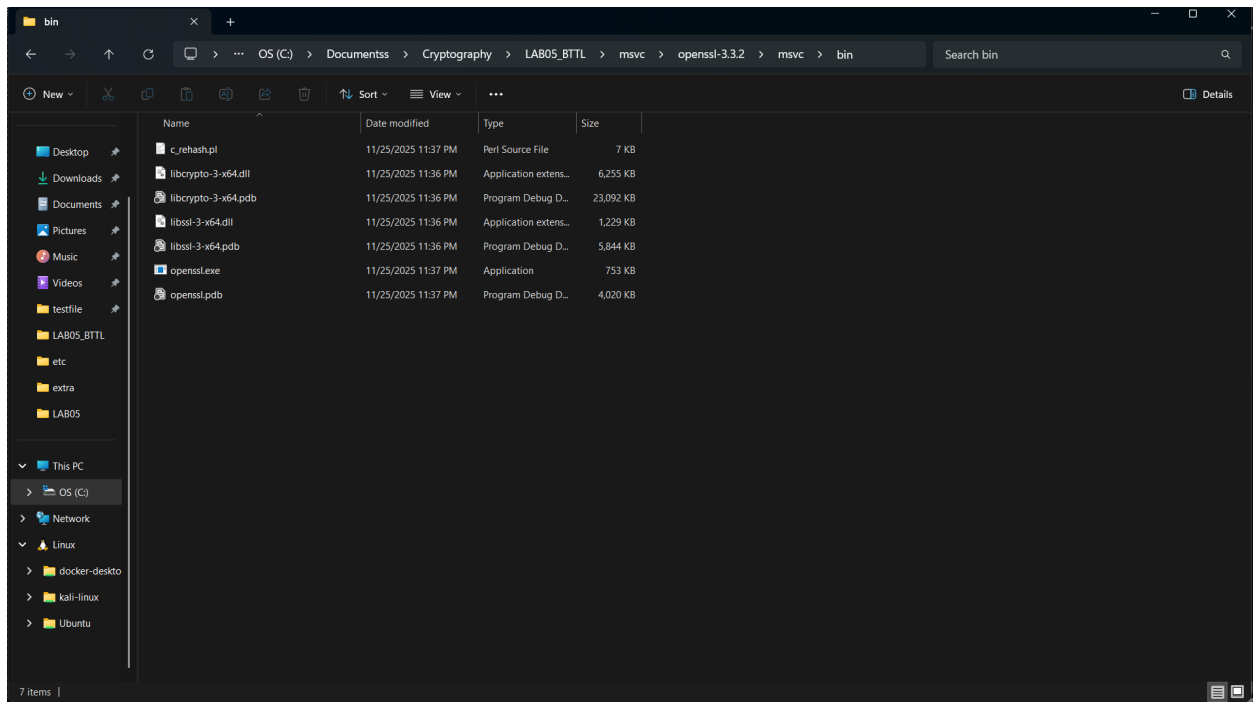 bin
OS (C:) > Documentss > Cryptography > LAB05_BTTL > msvc > openssl-3.3.2 > msvc > bin
Search bin
New
Sort
View
Details
Name Date modified Type Size
c_rehash.pl 11/25/2025 11:37 PM Perl Source File 7 KB
libcrypto-3-x64.dll 11/25/2025 11:36 PM Application extens... 6,255 KB
libcrypto-3-x64.pdb 11/25/2025 11:36 PM Program Debug D... 23,092 KB
libssl-3-x64.dll 11/25/2025 11:36 PM Application extens... 1,229 KB
libssl-3-x64.pdb 11/25/2025 11:36 PM Program Debug D... 5,844 KB
openssl.exe 11/25/2025 11:37 PM Application 753 KB
openssl.pdb 11/25/2025 11:37 PM Program Debug D... 4,020 KB
Desktop
Downloads
Documents
Pictures
Music
Videos
testfile
LAB05_BTTL
etc
extra
LAB05
This PC
OS (C:)
Network
Linux
docker-deskto
kali-linux
Ubuntu
7 items